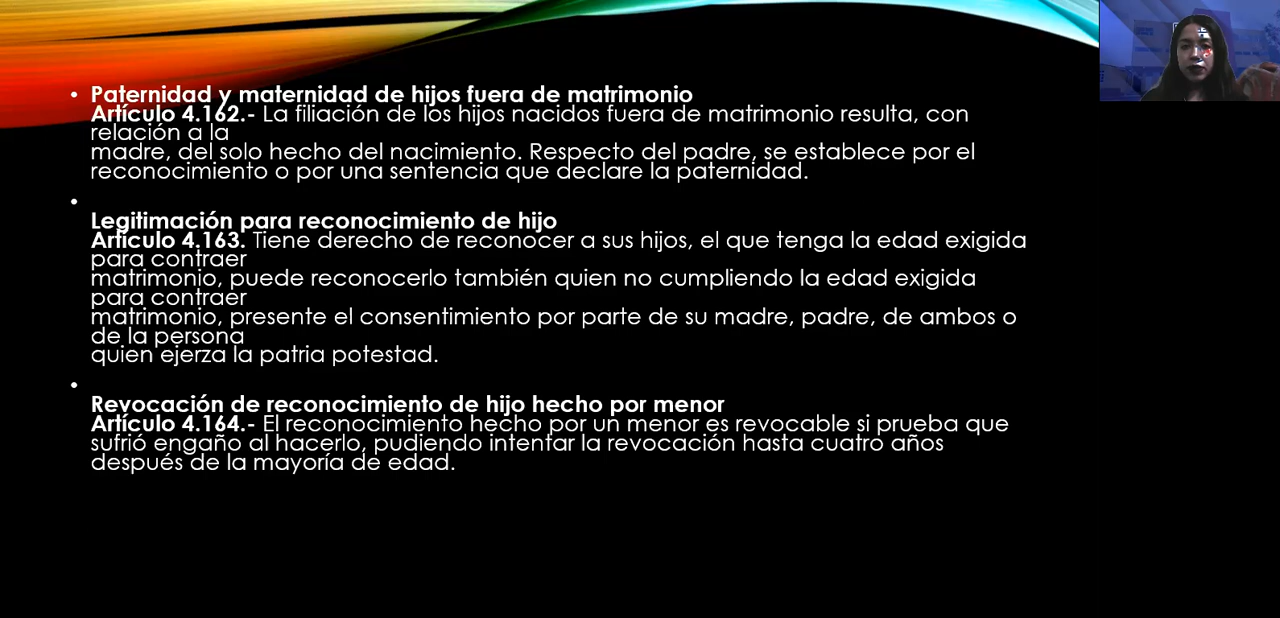 • Paternidad y maternidad de hijos fuera de matrimonio
Artículo 4.162.- La filiación de los hijos nacidos fuera de matrimonio resulta, con
relación a la
madre, del solo hecho del nacimiento. Respecto del padre, se establece por el
reconocimiento o por una sentencia que declare la paternidad.
•
Legitimación para reconocimiento de hijo
Artículo 4.163. Tiene derecho de reconocer a sus hijos, el que tenga la edad exigida
para contraer
matrimonio, puede reconocerlo también quien no cumpliendo la edad exigida
para contraer
matrimonio, presente el consentimiento por parte de su madre, padre, de ambos o
de la persona
quien ejerza la patria potestad.
•
Revocación de reconocimiento de hijo hecho por menor
Artículo 4.164.- El reconocimiento hecho por un menor es revocable si prueba que
sufrió engaño al hacerlo, pudiendo intentar la revocación hasta cuatro años
después de la mayoría de edad.